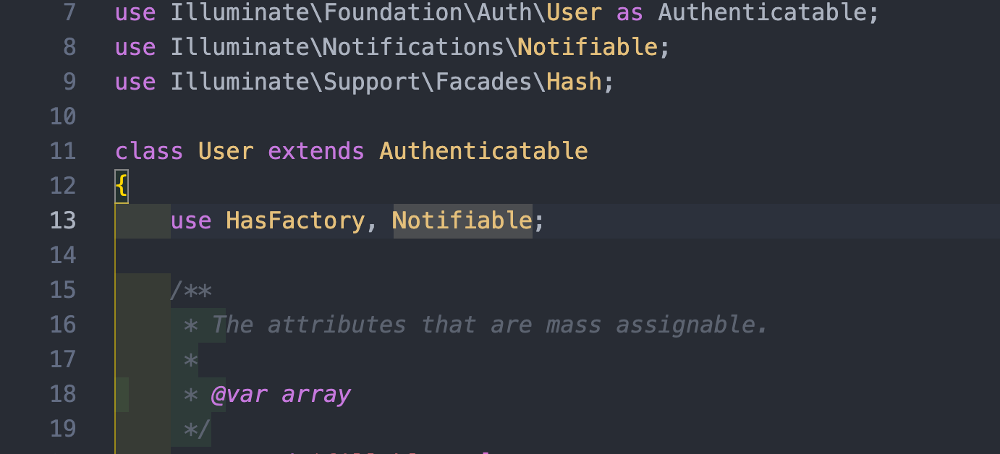 7 use Illuminate\Foundation\Auth\User as Authenticatable;
8 use Illuminate\Notifications\Notifiable;
9 use Illuminate\Support\Facades\Hash;
10
11 class User extends Authenticatable
12 {
13 use HasFactory, Notifiable;
14
15 /**
16 * The attributes that are mass assignable.
17 *
18 * @var array
19 */